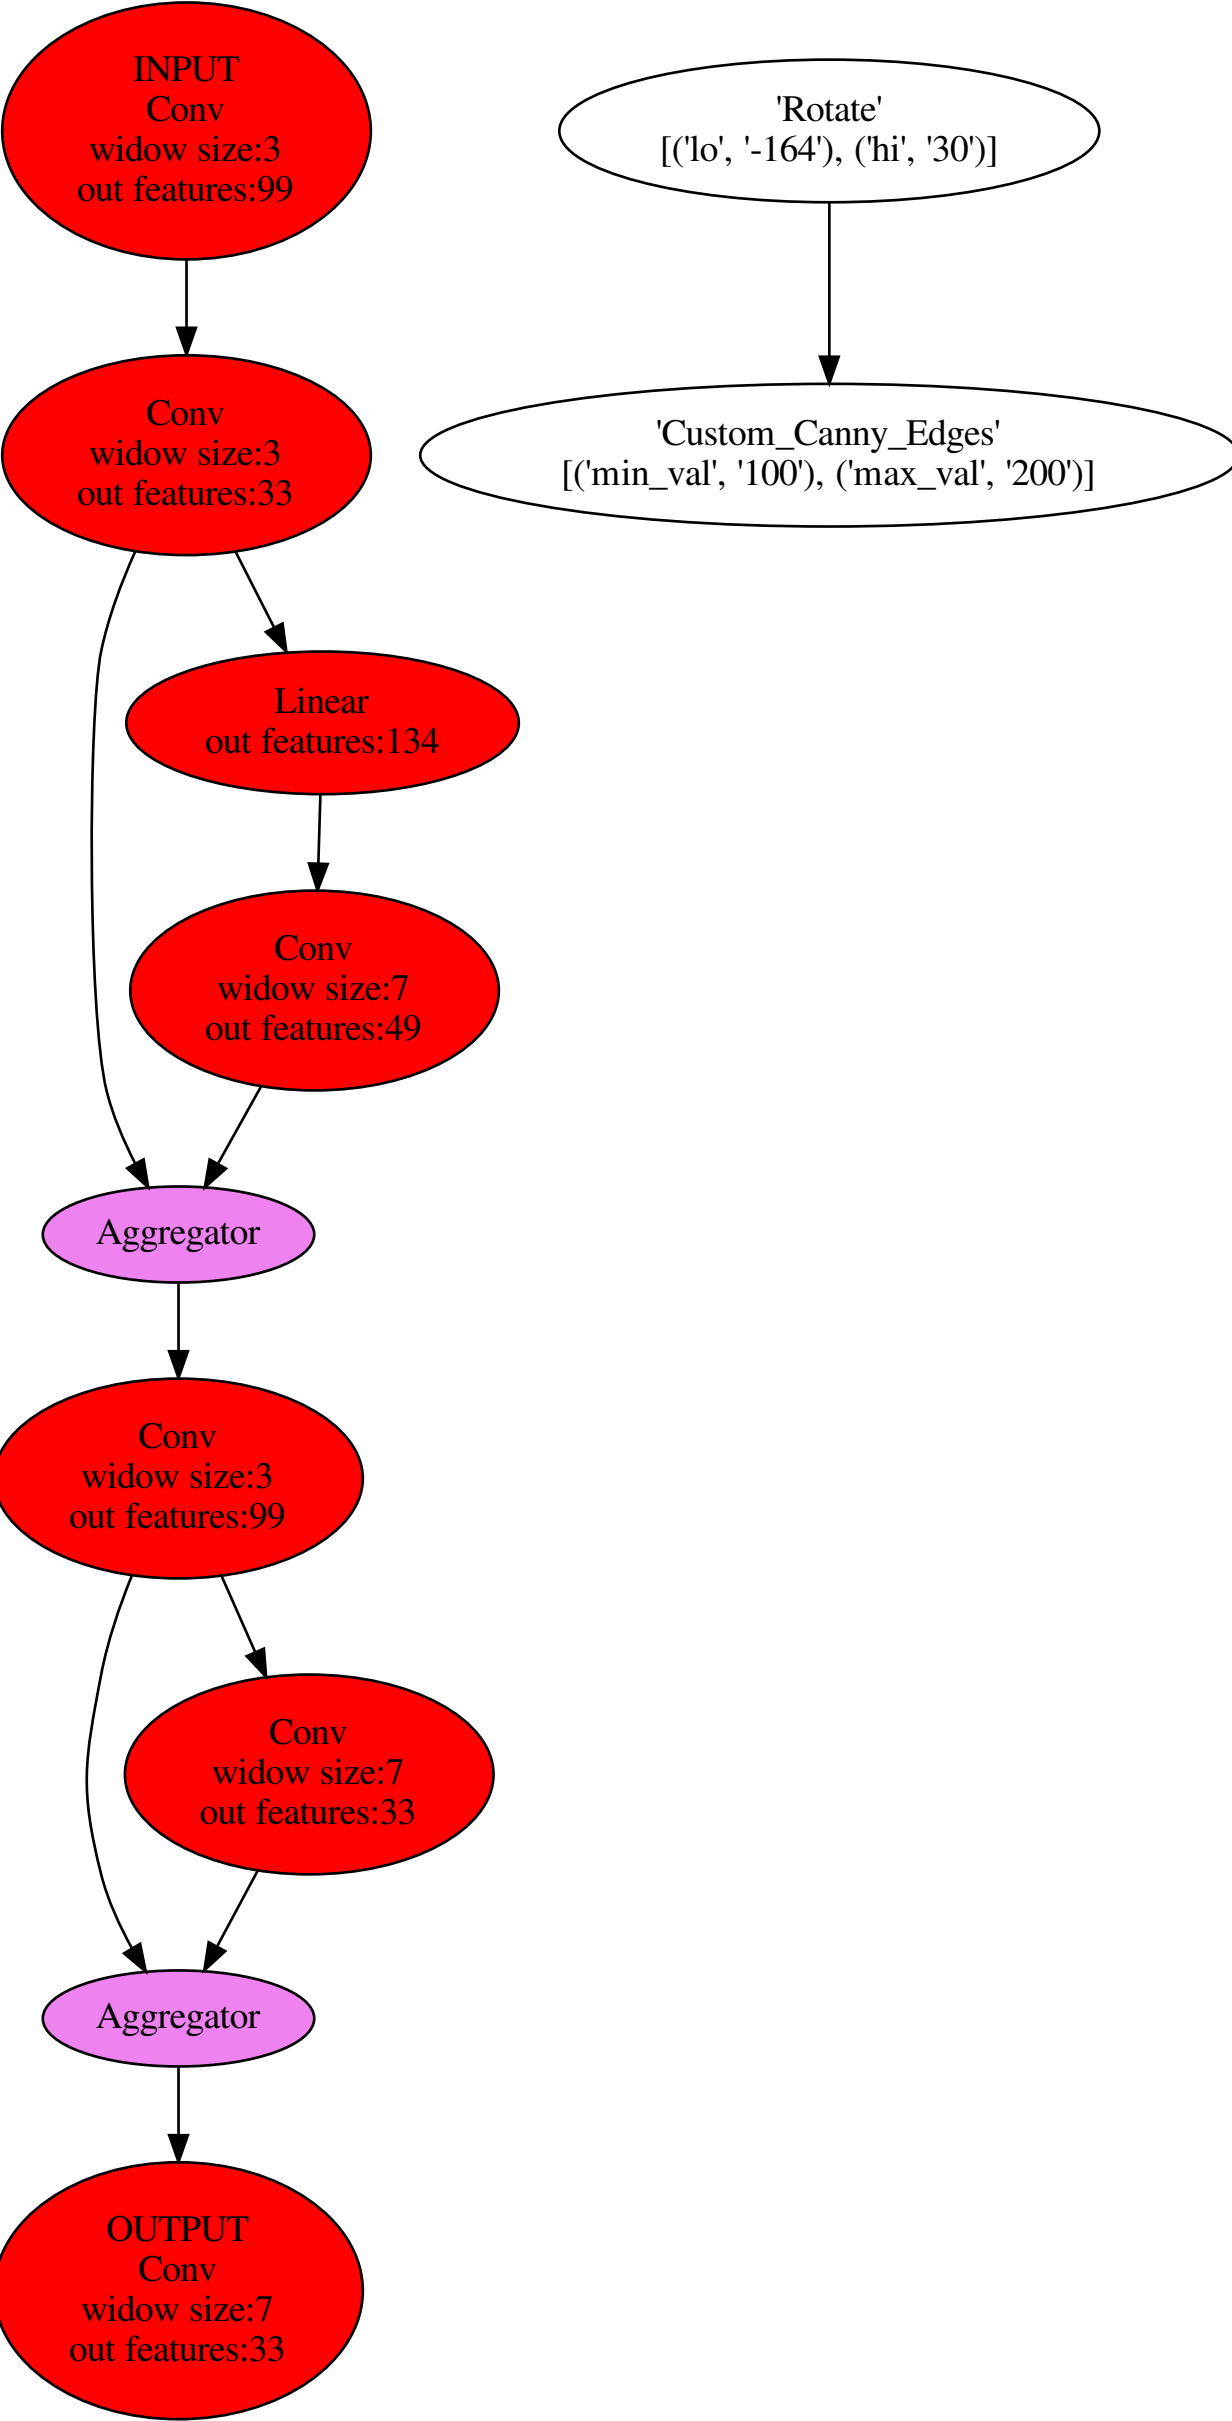 INPUT
Conv
widow size:3
out features:99
'Rotate'
[('lo', '-164'), ('hi', '30')]
Conv
widow size:3
out features:33
'Custom_Canny_Edges'
[('min_val', '100'), ('max_val', '200')]
Linear
out features:134
Conv
widow size:7
out features:49
Aggregator
Conv
widow size:3
out features:99
Conv
widow size:7
out features:33
Aggregator
OUTPUT
Conv
widow size:7
out features:33